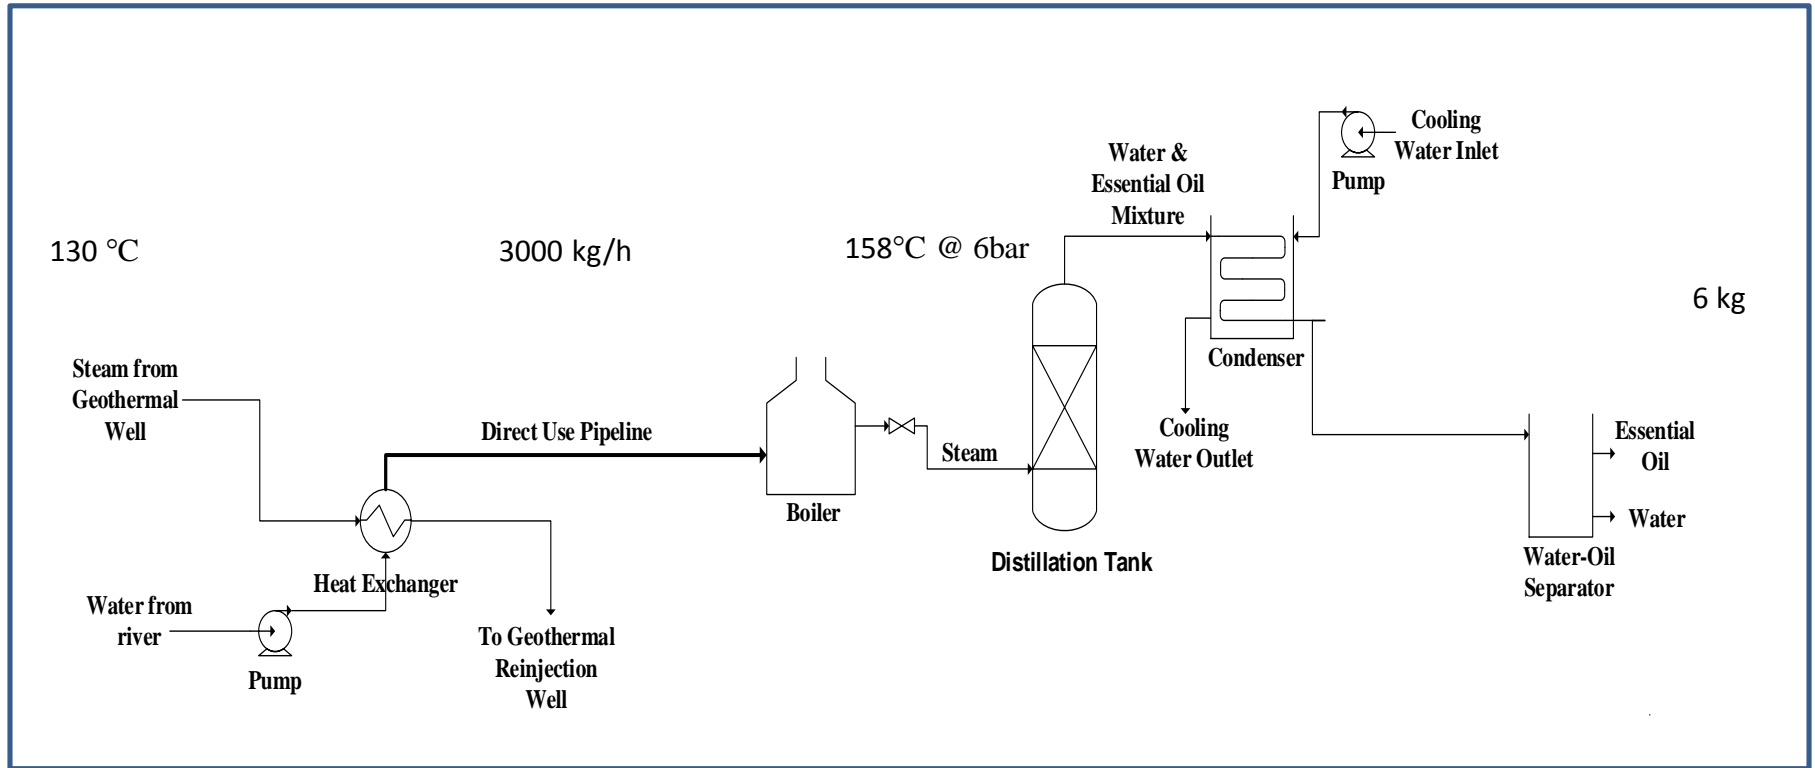 Cooling
Water Inlet
Pump
Water &
Essential Oil
Mixture
130 °C
3000 kg/h
158°C @ 6bar
6 kg
Condenser
Steam from
Geothermal
Well
Direct Use Pipeline
Steam
Cooling
Water Outlet
Essential
Oil
Boiler
Water
Distillation Tank
Water-Oil
Separator
Heat Exchanger
Water from
river
Pump
To Geothermal
Reinjection
Well